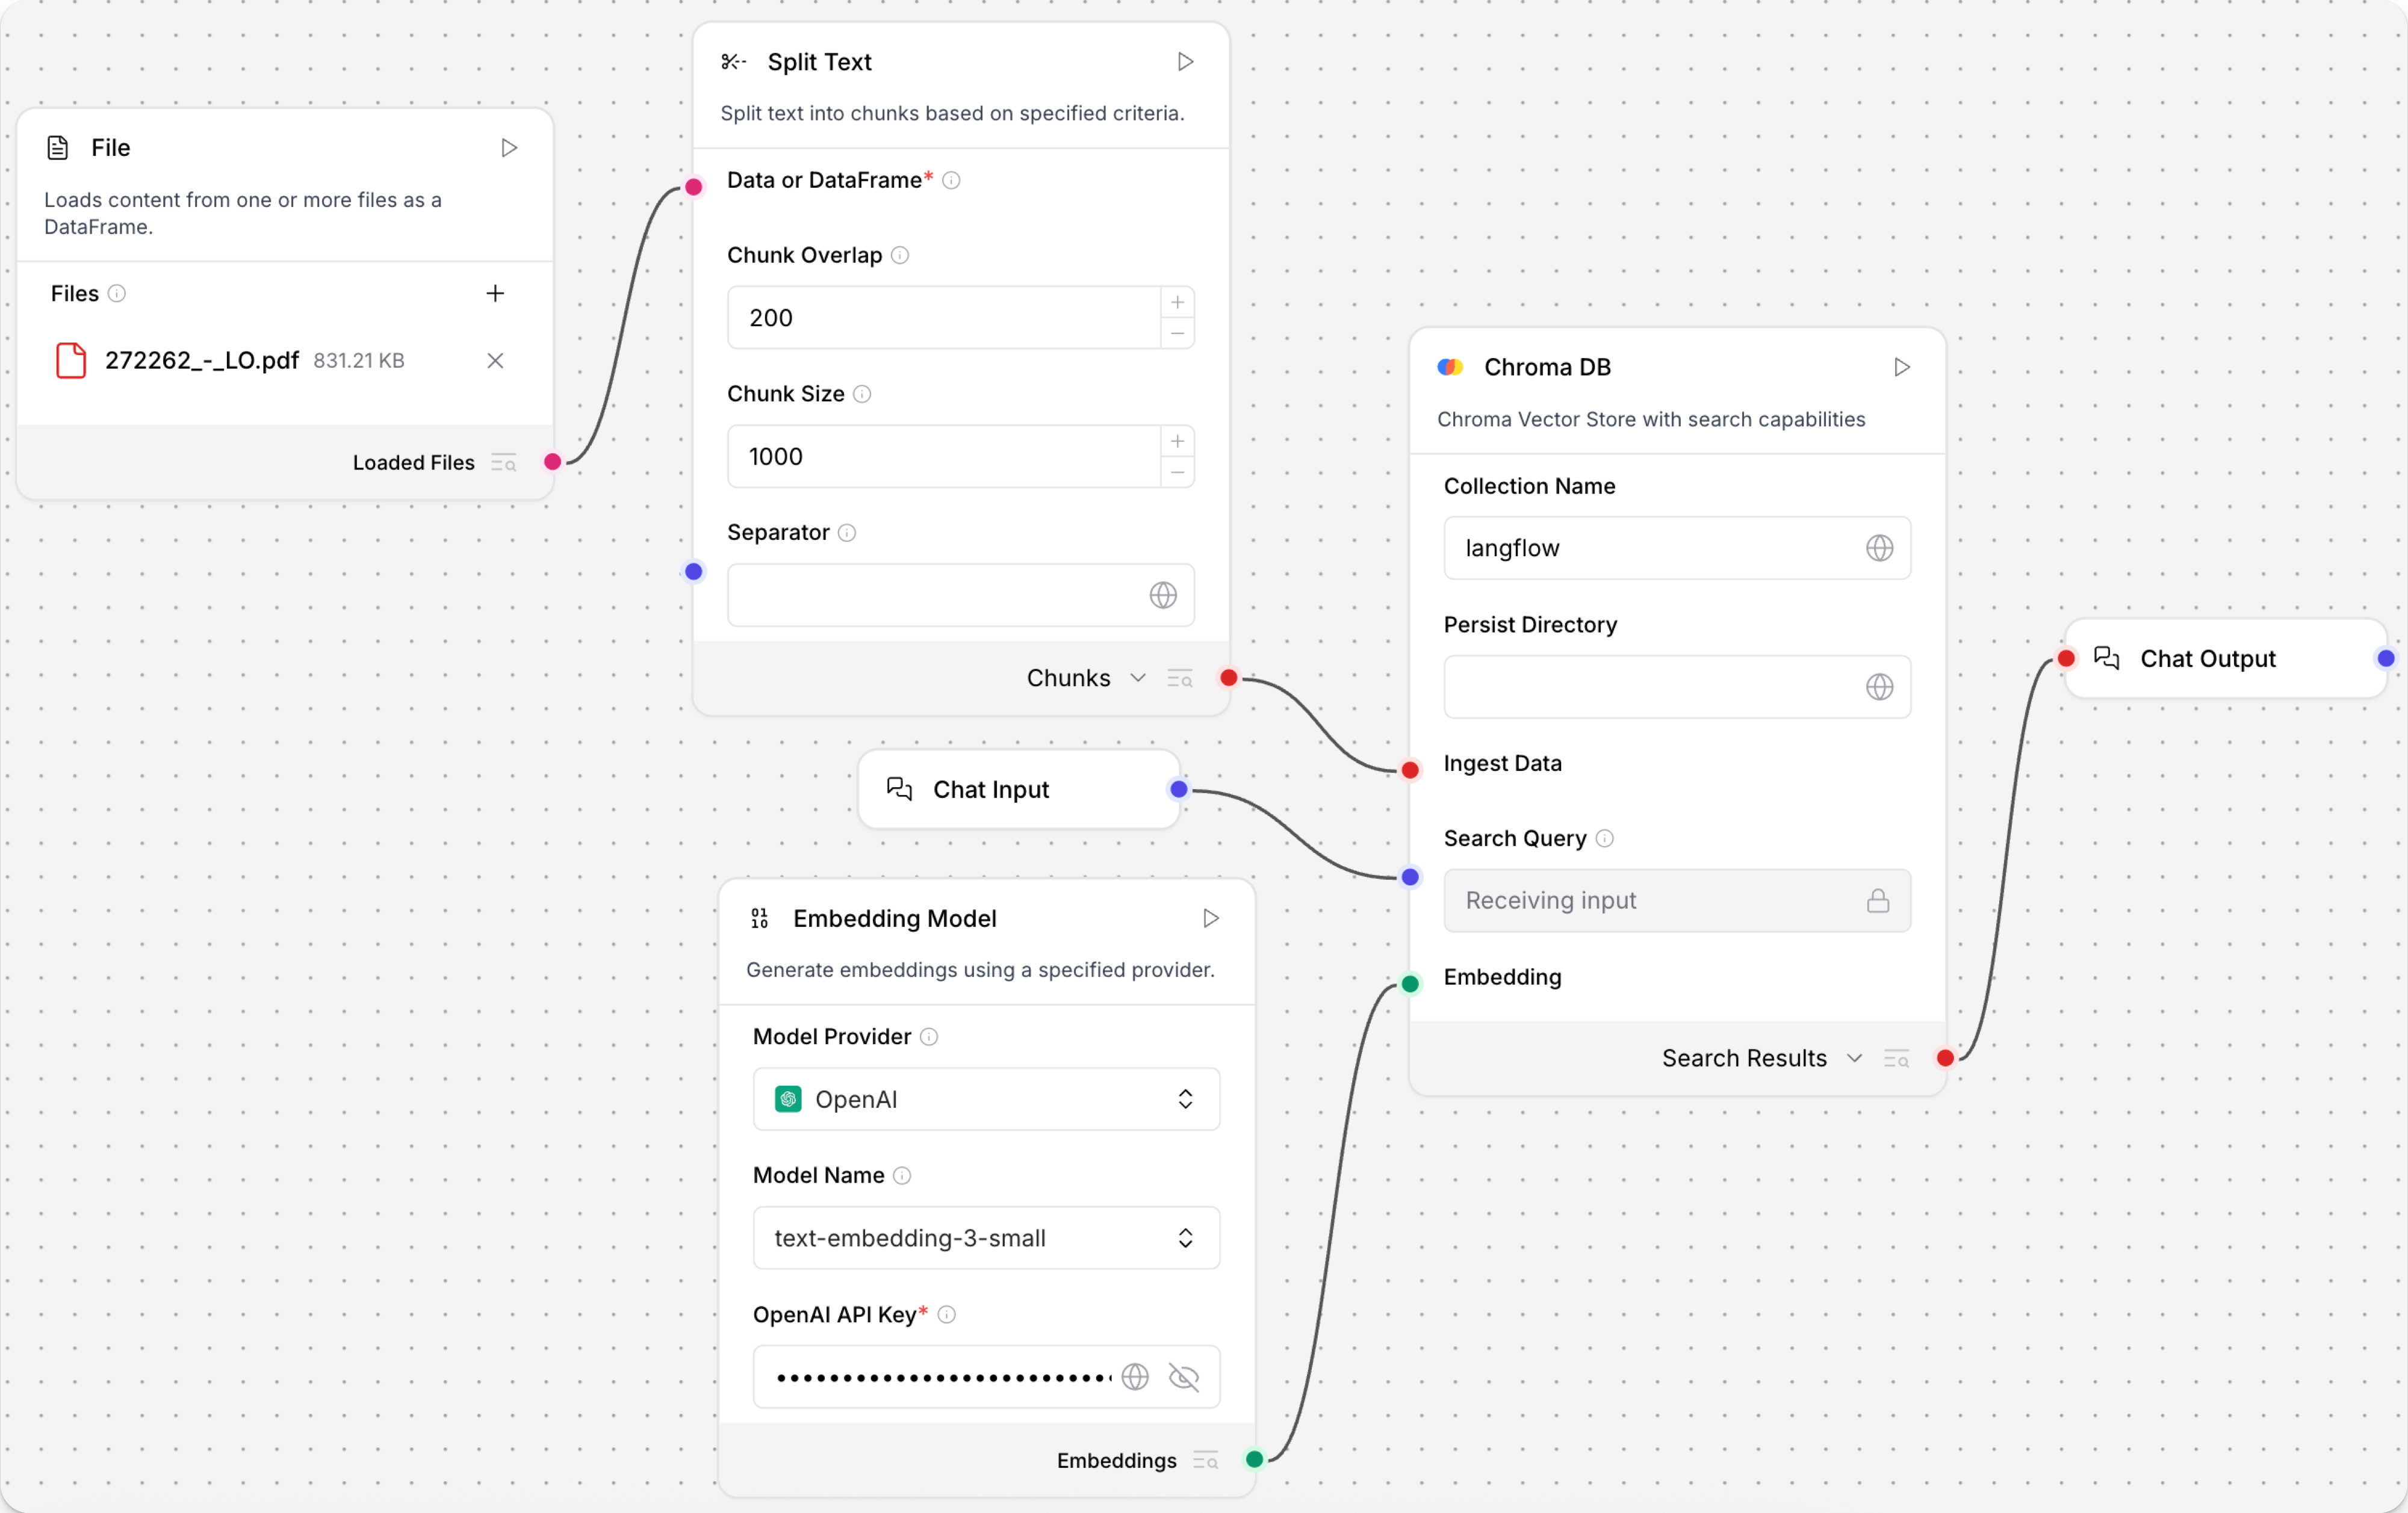 File
Loads content from one or more files as a
DataFrame.
Files
272262_-_LO.pdf 831.21 KB
Loaded Files
Split Text
Split text into chunks based on specified criteria.
Data or DataFrame*
Chunk Overlap
200
Chunk Size
1000
Separator
Chunks
Chat Input
01
10
Embedding Model
Generate embeddings using a specified provider.
Model Provider
OpenAI
Model Name
text-embedding-3-small
OpenAI API Key*
Embeddings
Chroma DB
Chroma Vector Store with search capabilities
Collection Name
langflow
Persist Directory
Ingest Data
Search Query
Receiving input
Embedding
Search Results
Chat Output